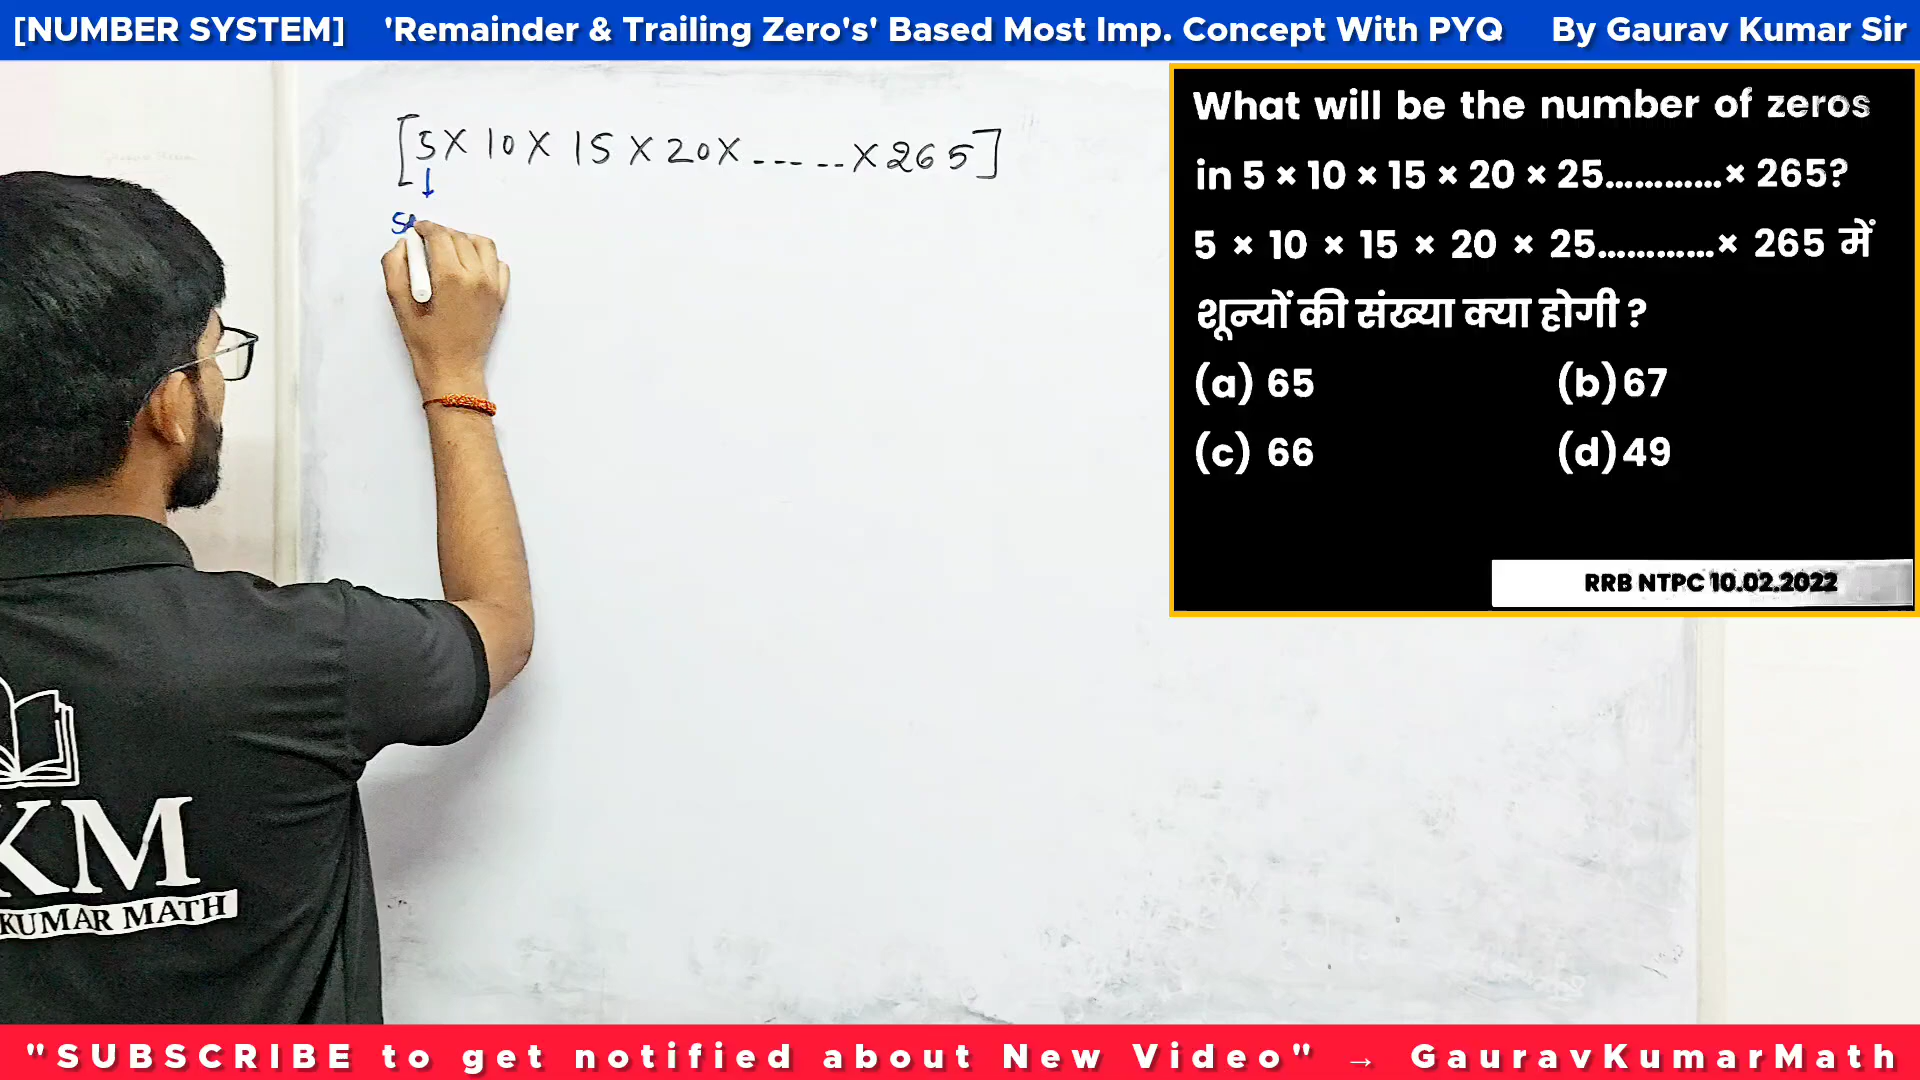 [NUMBER SYSTEM] 'Remainder & Trailing Zero's' Based Most Imp. Concept With PYQ By Gaurav Kumar Sir
[5 X 10 X 15 X 20 X ----- X 265]
What will be the number of zeros
in 5 × 10 × 15 × 20 × 25............× 265?
5 × 10 × 15 × 20 × 25............× 265 में
शून्यों की संख्या क्या होगी ?
(a) 65 (b) 67
(c) 66 (d) 49
RRB NTPC 10.02.2022
KM
KUMAR MATH
"SUBSCRIBE to get notified about New Video" → GauravKumarMath